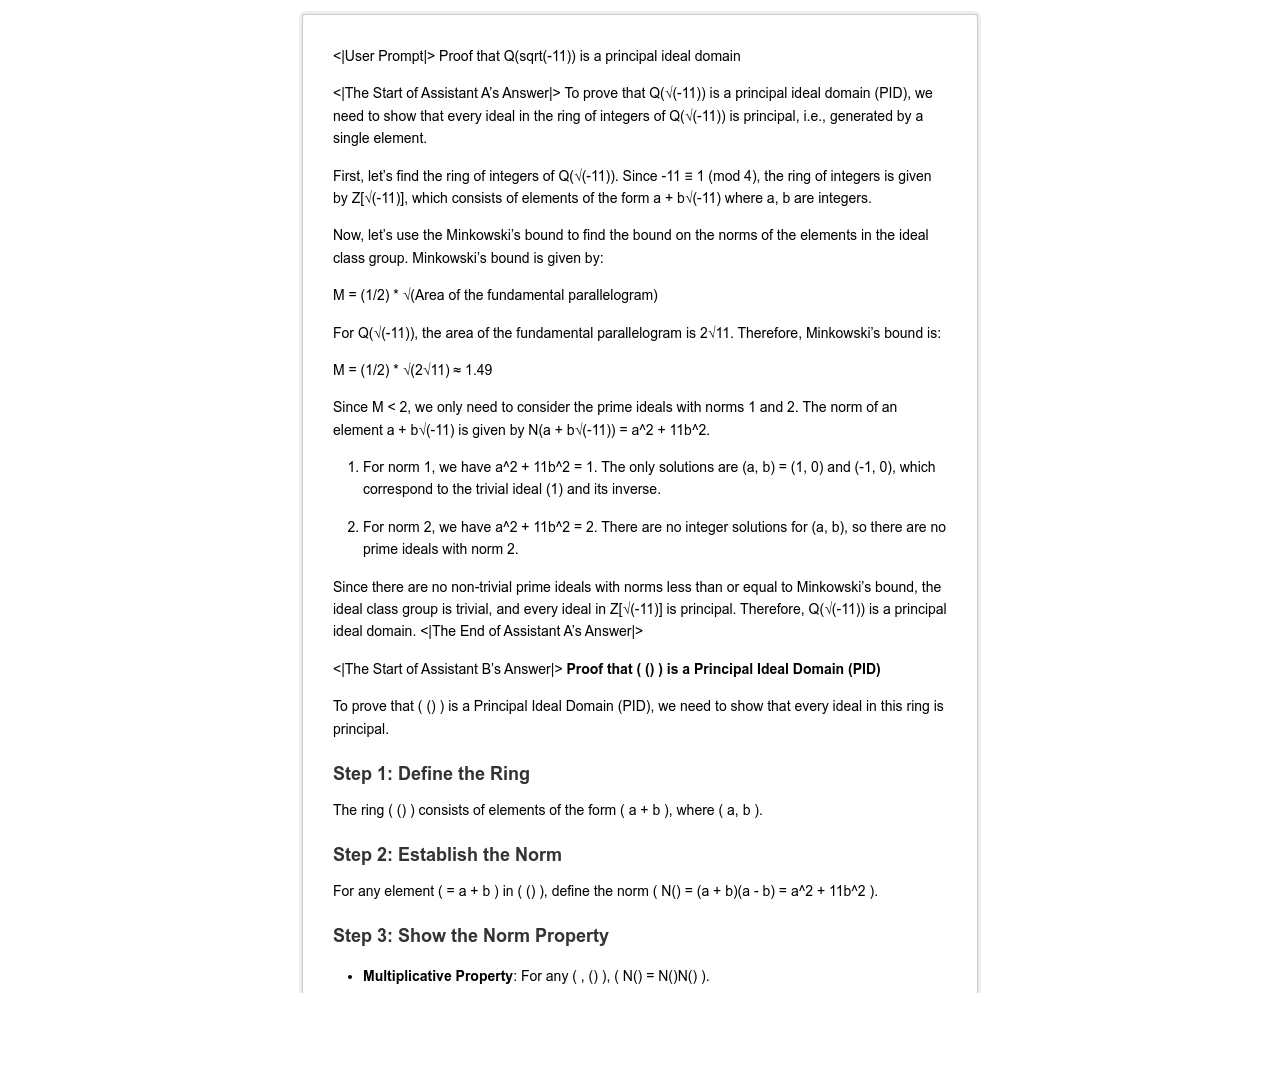 <|User Prompt|> Proof that Q(sqrt(-11)) is a principal ideal domain
<|The Start of Assistant A’s Answer|> To prove that Q(√(-11)) is a principal ideal domain (PID), we
need to show that every ideal in the ring of integers of Q(√(-11)) is principal, i.e., generated by a
single element.
First, let’s find the ring of integers of Q(√(-11)). Since -11 ≡ 1 (mod 4), the ring of integers is given
by Z[√(-11)], which consists of elements of the form a + b√(-11) where a, b are integers.
Now, let’s use the Minkowski’s bound to find the bound on the norms of the elements in the ideal
class group. Minkowski’s bound is given by:
M = (1/2) * √(Area of the fundamental parallelogram)
For Q(√(-11)), the area of the fundamental parallelogram is 2√11. Therefore, Minkowski’s bound is:
M = (1/2) * √(2√11) ≈ 1.49
Since M < 2, we only need to consider the prime ideals with norms 1 and 2. The norm of an
element a + b√(-11) is given by N(a + b√(-11)) = a^2 + 11b^2.
1. For norm 1, we have a^2 + 11b^2 = 1. The only solutions are (a, b) = (1, 0) and (-1, 0), which
correspond to the trivial ideal (1) and its inverse.
2. For norm 2, we have a^2 + 11b^2 = 2. There are no integer solutions for (a, b), so there are no
prime ideals with norm 2.
Since there are no non-trivial prime ideals with norms less than or equal to Minkowski’s bound, the
ideal class group is trivial, and every ideal in Z[√(-11)] is principal. Therefore, Q(√(-11)) is a principal
ideal domain. <|The End of Assistant A’s Answer|>
<|The Start of Assistant B’s Answer|> Proof that ( () ) is a Principal Ideal Domain (PID)
To prove that ( () ) is a Principal Ideal Domain (PID), we need to show that every ideal in this ring is
principal.
Step 1: Define the Ring
The ring ( () ) consists of elements of the form ( a + b ), where ( a, b ).
Step 2: Establish the Norm
For any element ( = a + b ) in ( () ), define the norm ( N() = (a + b)(a - b) = a^2 + 11b^2 ).
Step 3: Show the Norm Property
• Multiplicative Property: For any ( , () ), ( N() = N()N() ).